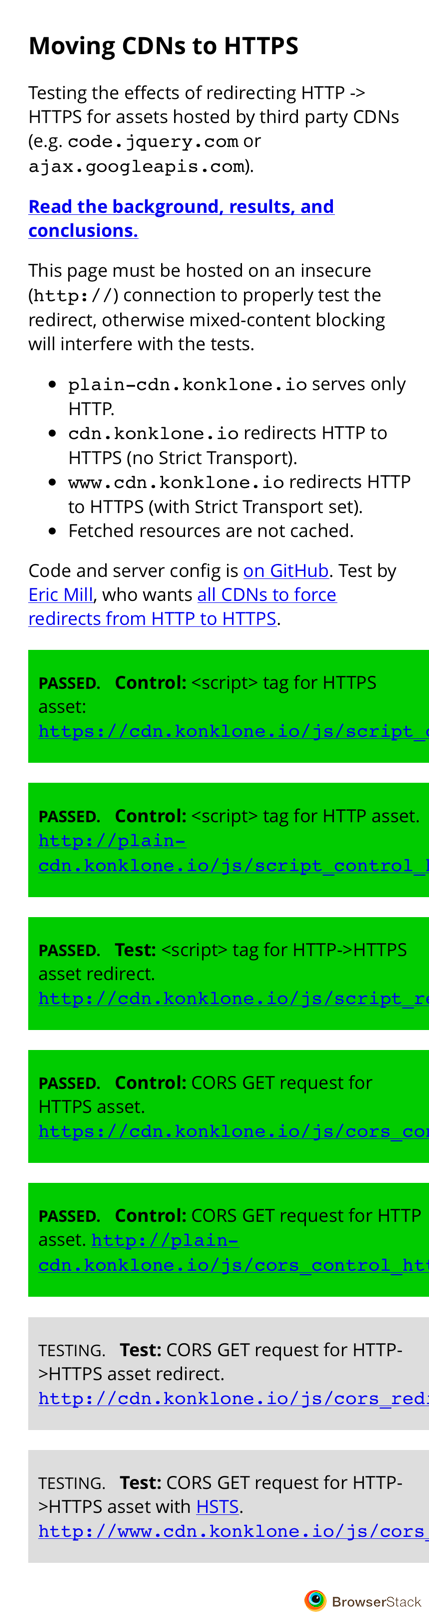 Moving CDNs to HTTPS
Testing the effects of redirecting HTTP ->
HTTPS for assets hosted by third party CDNs
(e.g. code.jquery.com or
ajax.googleapis.com).
Read the background, results, and
conclusions.
This page must be hosted on an insecure
(http://) connection to properly test the
redirect, otherwise mixed-content blocking
will interfere with the tests.
• plain-cdn.konklone.io serves only
HTTP.
• cdn.konklone.io redirects HTTP to
HTTPS (no Strict Transport).
• www.cdn.konklone.io redirects HTTP
to HTTPS (with Strict Transport set).
• Fetched resources are not cached.
Code and server config is on GitHub. Test by
Eric Mill, who wants all CDNs to force
redirects from HTTP to HTTPS.
PASSED. Control: <script> tag for HTTPS
asset:
https://cdn.konklone.io/js/script_
PASSED. Control: <script> tag for HTTP asset.
http://plain-
cdn.konklone.io/js/script_control_
PASSED. Test: <script> tag for HTTP->HTTPS
asset redirect.
http://cdn.konklone.io/js/script_re
PASSED. Control: CORS GET request for
HTTPS asset.
https://cdn.konklone.io/js/cors_con
PASSED. Control: CORS GET request for HTTP
asset. http://plain-
cdn.konklone.io/js/cors_control_htt
TESTING. Test: CORS GET request for HTTP-
>HTTPS asset redirect.
http://cdn.konklone.io/js/cors_redi
TESTING. Test: CORS GET request for HTTP-
>HTTPS asset with HSTS.
http://www.cdn.konklone.io/js/cors_
BrowserStack